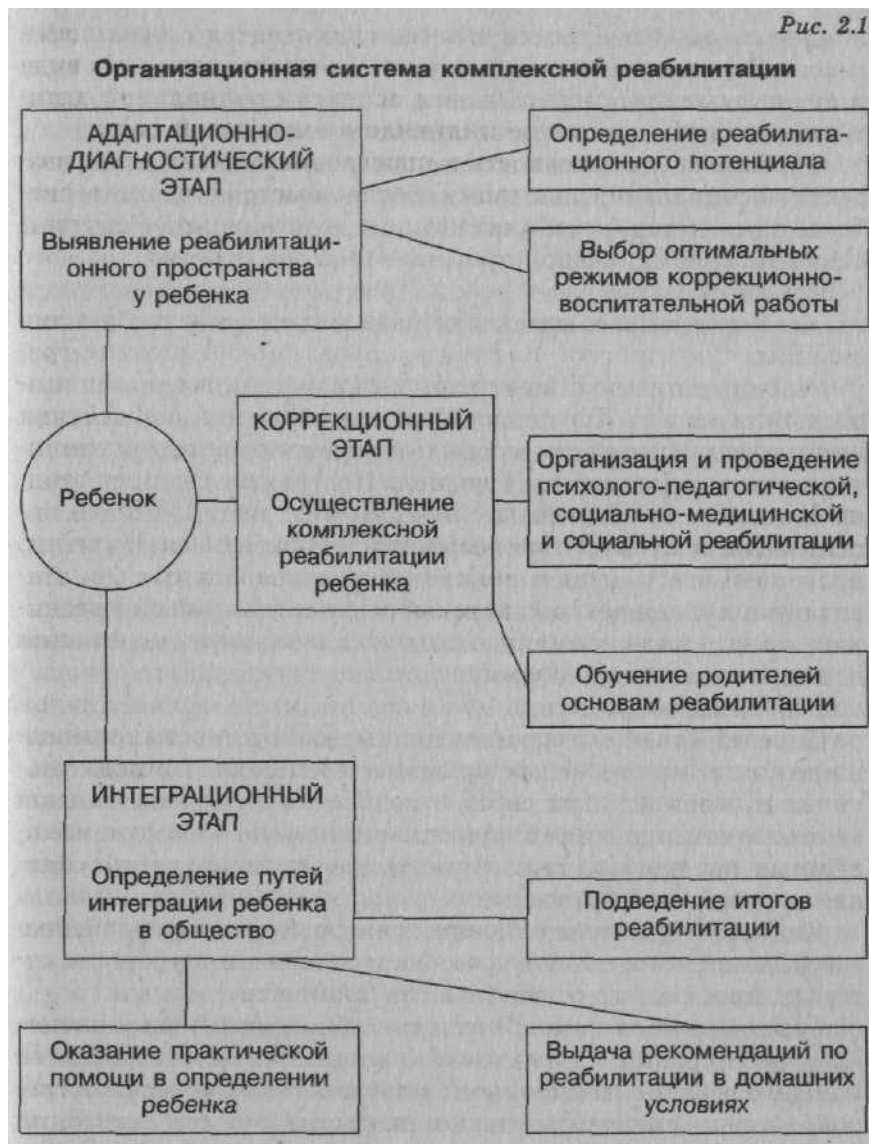 Рис. 2.1
Организационная система комплексной реабилитации
АДАПТАЦИОННО-
ДИАГНОСТИЧЕСКИЙ
ЭТАП
Выявление реабилитаци-
онного пространства
у ребенка
Определение реабилита-
ционного потенциала
Выбор оптимальных
режимов коррекционно-
воспитательной работы
Ребенок
КОРРЕКЦИОННЫЙ
ЭТАП
Осуществление
комплексной
реабилитации
ребенка
Организация и проведение
психолого-педагогической,
социально-медицинской
и социальной реабилитации
Обучение родителей
основам реабилитации
ИНТЕГРАЦИОННЫЙ
ЭТАП
Определение путей
интеграции ребенка
в общество
Подведение итогов
реабилитации
Оказание практической
помощи в определении
ребенка
Выдача рекомендаций по
реабилитации в домашних
условиях